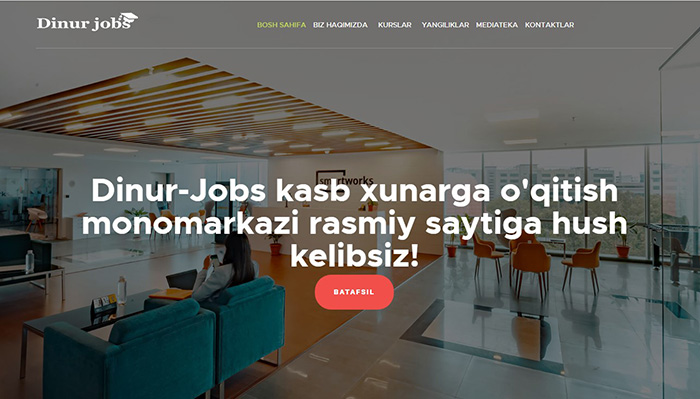 Dinur jobs
BOSH SAHIFA BIZ HAQIMIZDA KURSLAR YANGILIKLAR MEDIATEKA KONTAKTLAR
smartworks
Dinur-Jobs kasb xunarga o'qitish
monomarkazi rasmiy saytiga hush
kelibsiz!
BATAFSIL